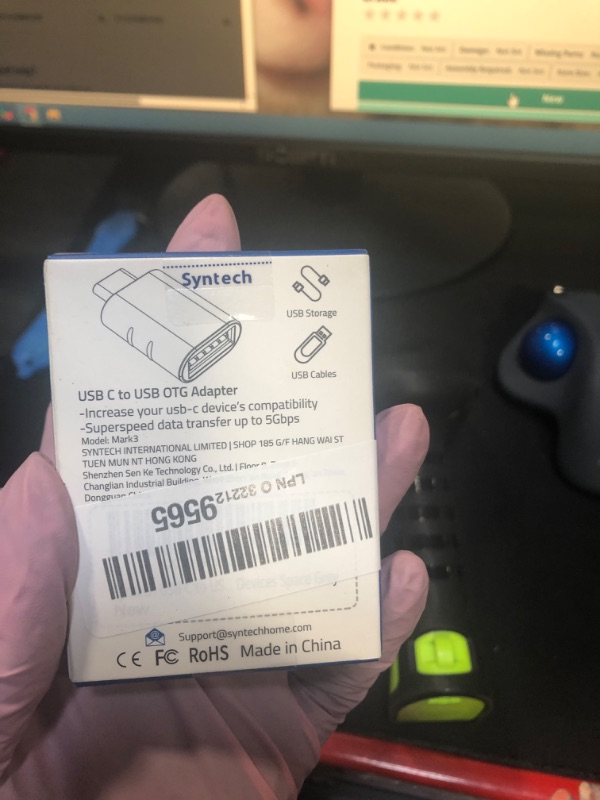 Syntech
USB Storage
USB Cables
USB C to USB OTG Adapter
-Increase your usb-c device's compatibility
-Superspeed data transfer up to 5Gbps
Model: Mark3
SYNTECH INTERNATIONAL LIMITED | SHOP 185 G/F HANG WAI ST
TUEN MUN NT HONG KONG
Shenzhen Sen Ke Technology Co., Ltd. | Floor
Changlian Industrial
Dongguan
LPN O 32212 9565
Support@syntechhome.com
CE FC RoHS Made in China